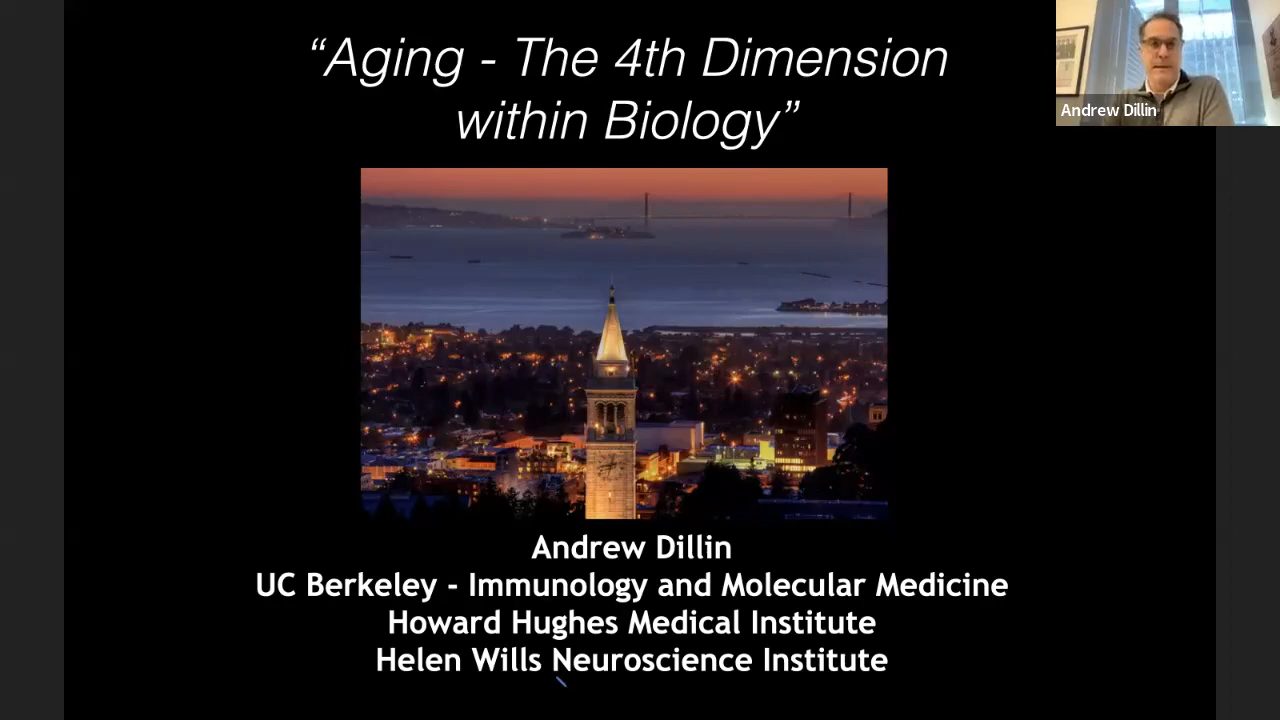 “Aging - The 4th Dimension
within Biology”
Andrew Dillin
Andrew Dillin
UC Berkeley - Immunology and Molecular Medicine
Howard Hughes Medical Institute
Helen Wills Neuroscience Institute